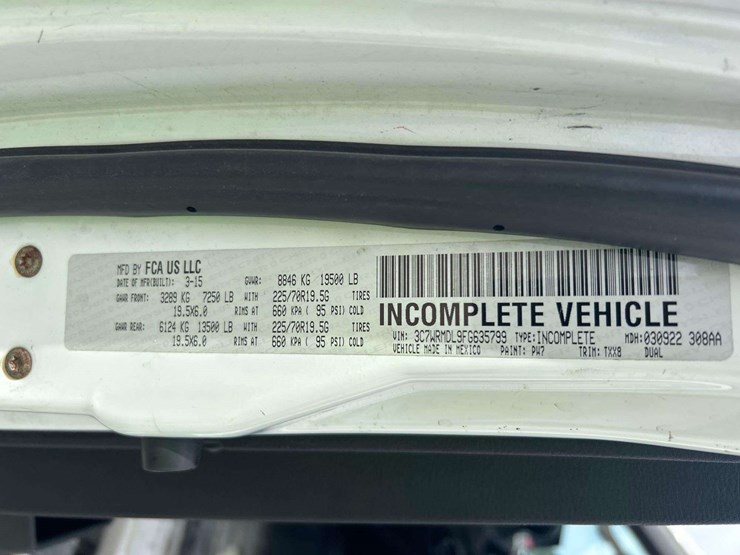 MFD BY FCA US LLC
DATE OF MFR(BUILT): 3-15 GVWR: 8846 KG 19500 LB
GAWR FRONT: 3289 KG 7250 LB WITH 225/70R19.5G TIRES
19.5X6.0 RIMS AT 660 KPA ( 95 PSI) COLD
GAWR REAR: 6124 KG 13500 LB WITH 225/70R19.5G TIRES
19.5X6.0 RIMS AT 660 KPA ( 95 PSI) COLD
INCOMPLETE VEHICLE
VIN: 3C7WRMDL9FG635799 TYPE:INCOMPLETE MDH:030922 308AA
VEHICLE MADE IN MEXICO PAINT: PW7 TRIM: TXX8 DUAL